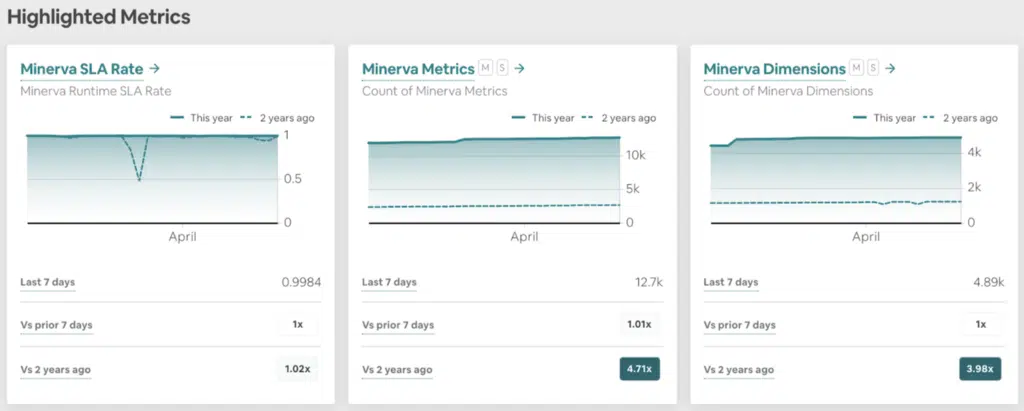 Highlighted Metrics
Minerva SLA Rate →
Minerva Runtime SLA Rate
This year 2 years ago
1
0.5
0
April
Last 7 days 0.9984
Vs prior 7 days 1x
Vs 2 years ago 1.02x
Minerva Metrics M S →
Count of Minerva Metrics
This year 2 years ago
10k
5k
0
April
Last 7 days 12.7k
Vs prior 7 days 1.01x
Vs 2 years ago 4.71x
Minerva Dimensions M S →
Count of Minerva Dimensions
This year 2 years ago
4k
2k
0
April
Last 7 days 4.89k
Vs prior 7 days 1x
Vs 2 years ago 3.98x